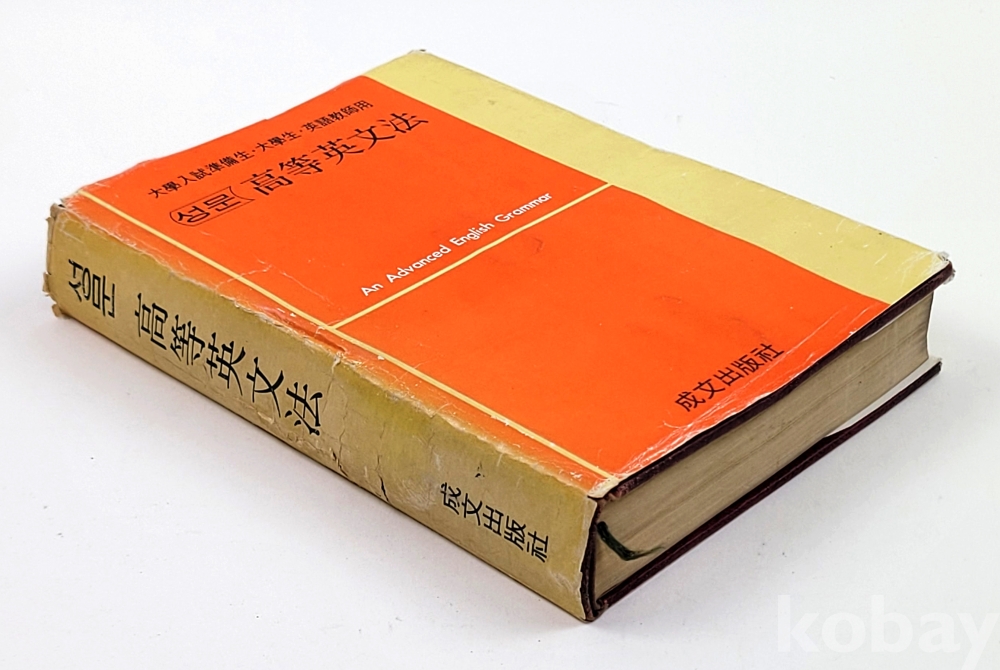 大學入試準備生·大學生·英語教師用
성문 高等英文法
An Advanced English Grammar
成文出版社
성문 高等英文法
成文出版社
kobay